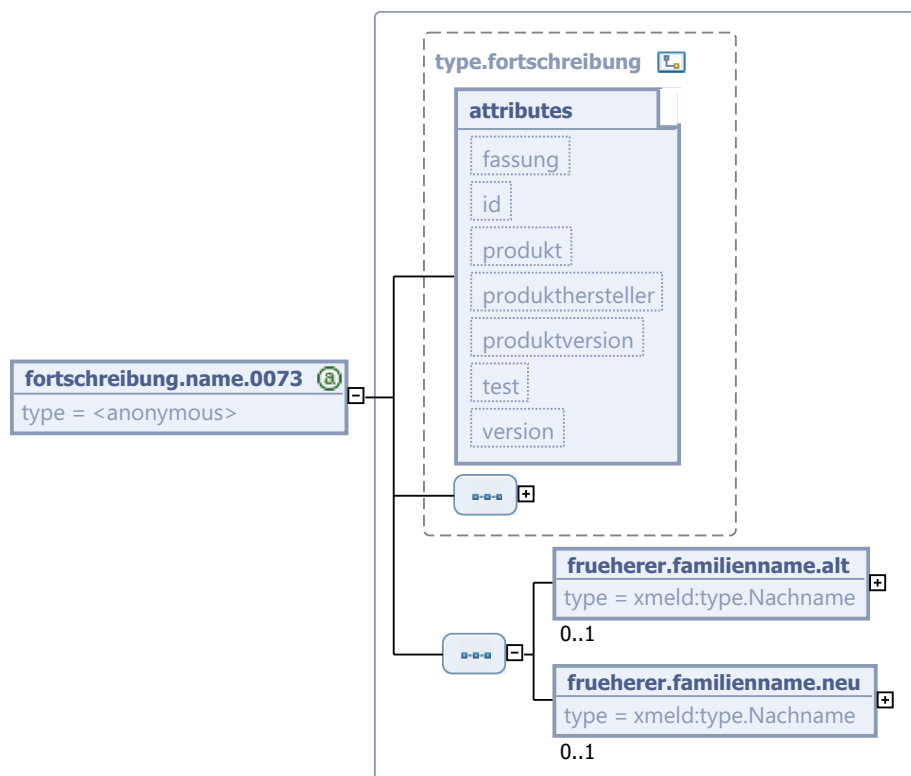 type.fortschreibung
attributes
fassung
id
produkt
produkthersteller
produktversion
test
version
fortschreibung.name.0073
type = <anonymous>
frueherer.familienname.alt
type = xmeld:type.Nachname
0..1
frueherer.familienname.neu
type = xmeld:type.Nachname
0..1